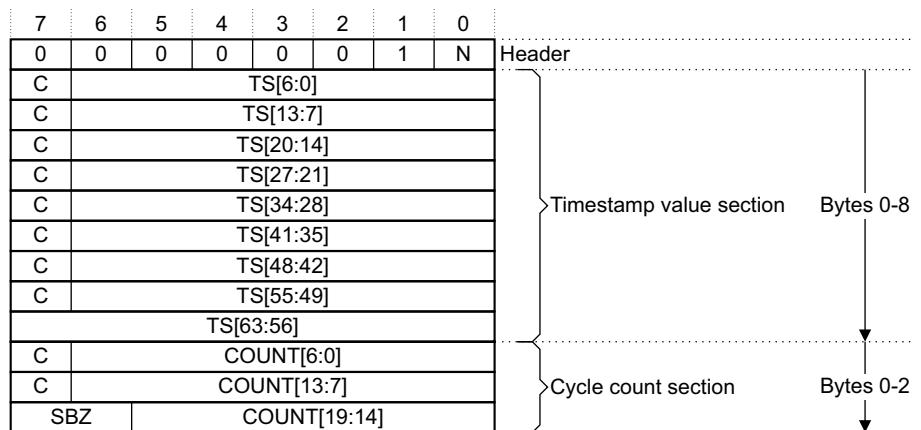 7 6 5 4 3 2 1 0
0 0 0 0 0 0 1 N Header
C TS[6:0]
C TS[13:7]
C TS[20:14]
C TS[27:21]
C TS[34:28] Timestamp value section Bytes 0-8
C TS[41:35]
C TS[48:42]
C TS[55:49]
TS[63:56]
C COUNT[6:0]
C COUNT[13:7] Cycle count section Bytes 0-2
SBZ COUNT[19:14]